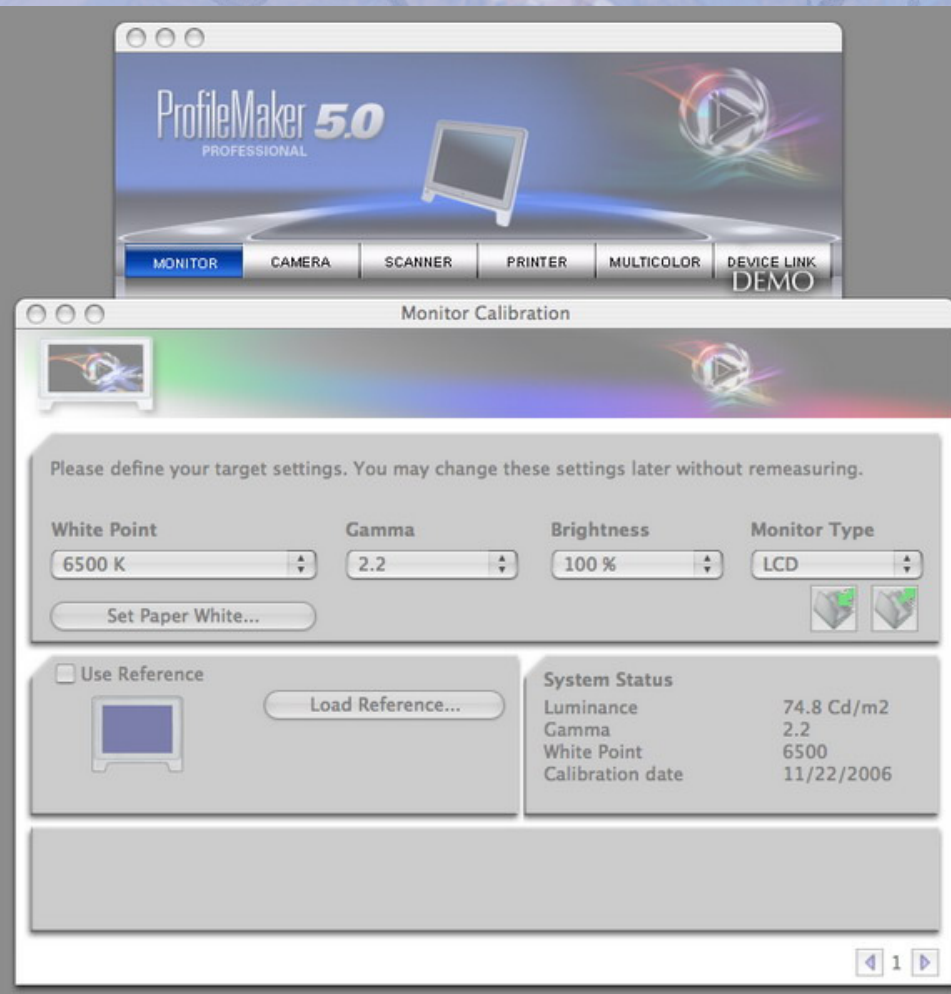 ProfileMaker 5.0
PROFESSIONAL
MONITOR CAMERA SCANNER PRINTER MULTICOLOR DEVICE LINK
DEMO
Monitor Calibration
Please define your target settings. You may change these settings later without remeasuring.
White Point Gamma Brightness Monitor Type
6500 K 2.2 100 % LCD
Set Paper White...
Use Reference
Load Reference...
System Status
Luminance 74.8 Cd/m2
Gamma 2.2
White Point 6500
Calibration date 11/22/2006
1